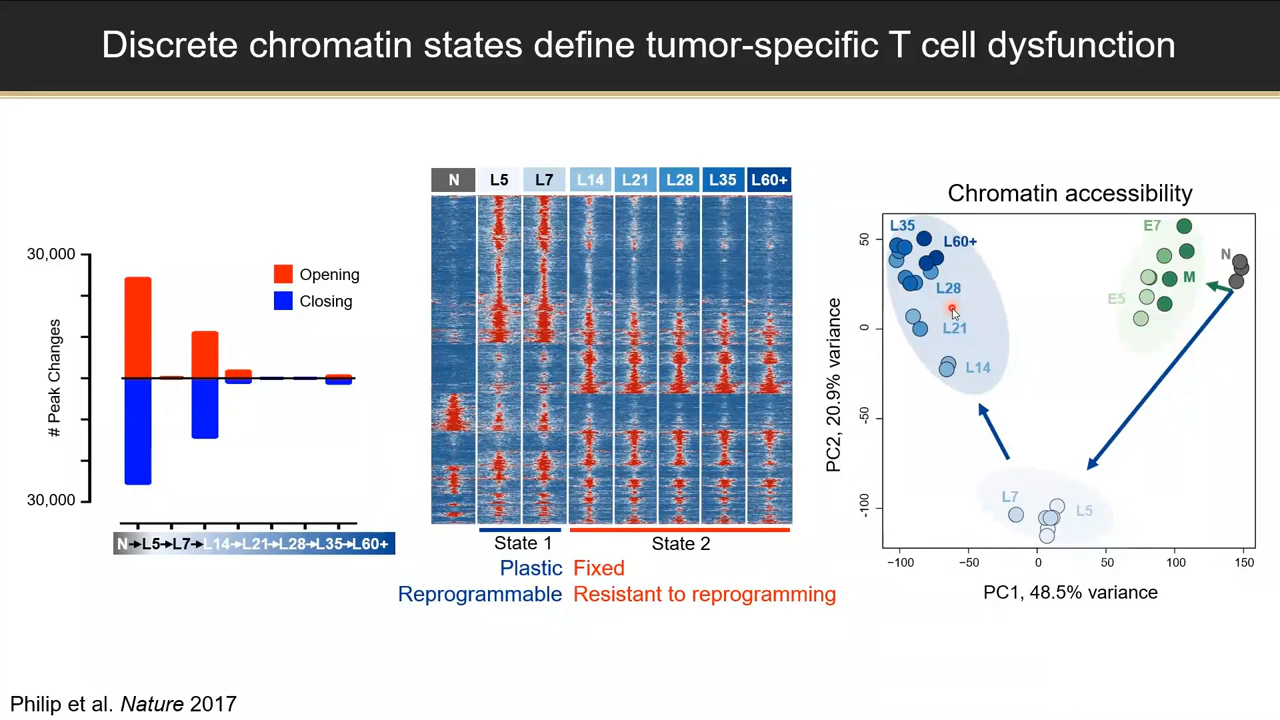 Discrete chromatin states define tumor-specific T cell dysfunction
30,000
# Peak Changes
30,000
Opening
Closing
N→L5→L7→L14→L21→L28→L35→L60+
N L5 L7 L14 L21 L28 L35 L60+
State 1 State 2
Plastic Fixed
Reprogrammable Resistant to reprogramming
Chromatin accessibility
PC2, 20.9% variance
50
0
-50
-100
L35
L60+
L28
L21
L14
E7
N
M
E5
L7
L5
−100 −50 0 50 100 150
PC1, 48.5% variance
Philip et al. Nature 2017